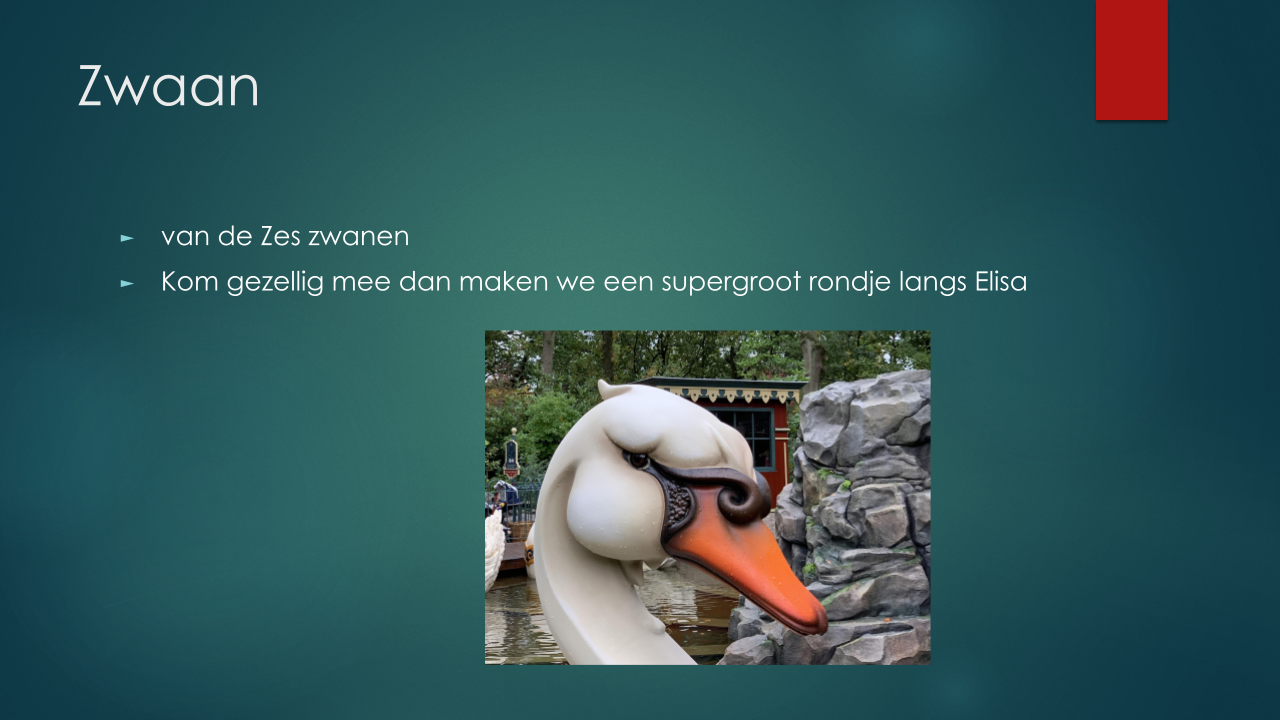 Zwaan
van de Zes zwanen
Kom gezellig mee dan maken we een supergroot rondje langs Elisa